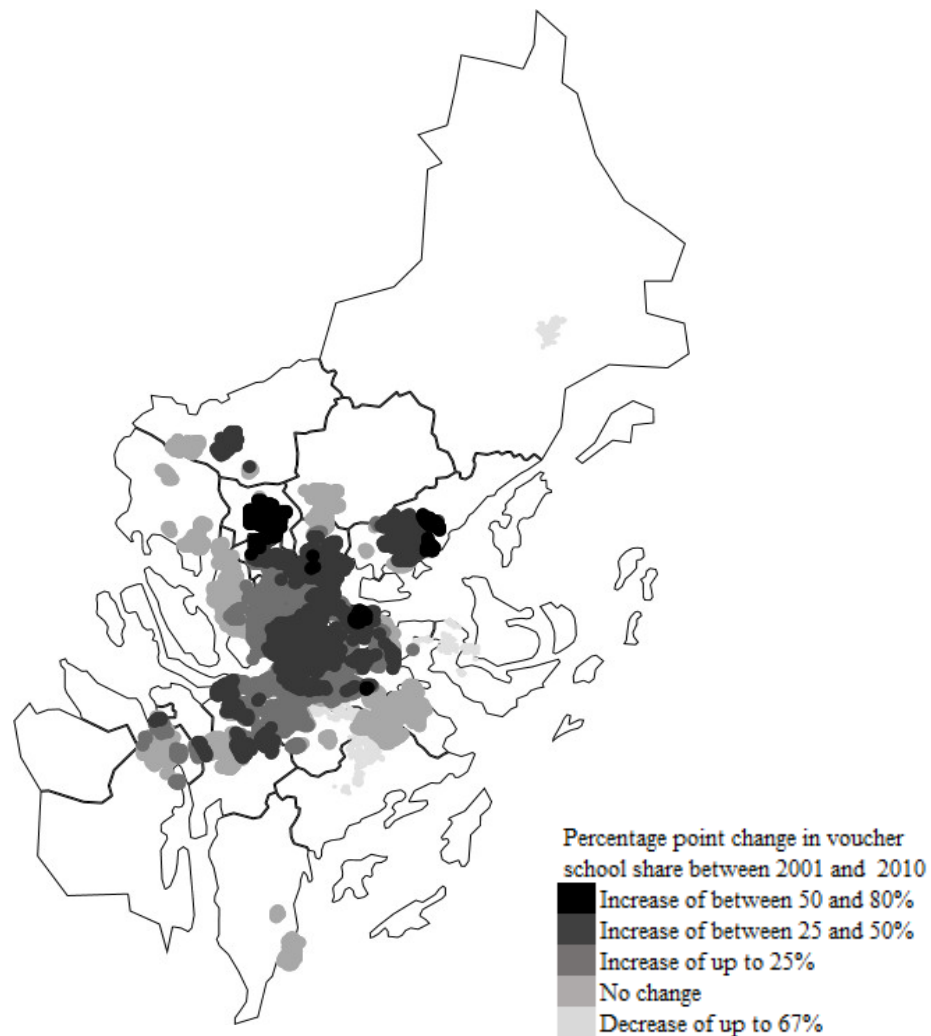 Percentage point change in voucher
school share between 2001 and 2010
Increase of between 50 and 80%
Increase of between 25 and 50%
Increase of up to 25%
No change
Decrease of up to 67%